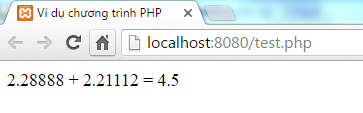 Ví dụ chương trình PHP
localhost:8080/test.php
2.28888 + 2.21112 = 4.5